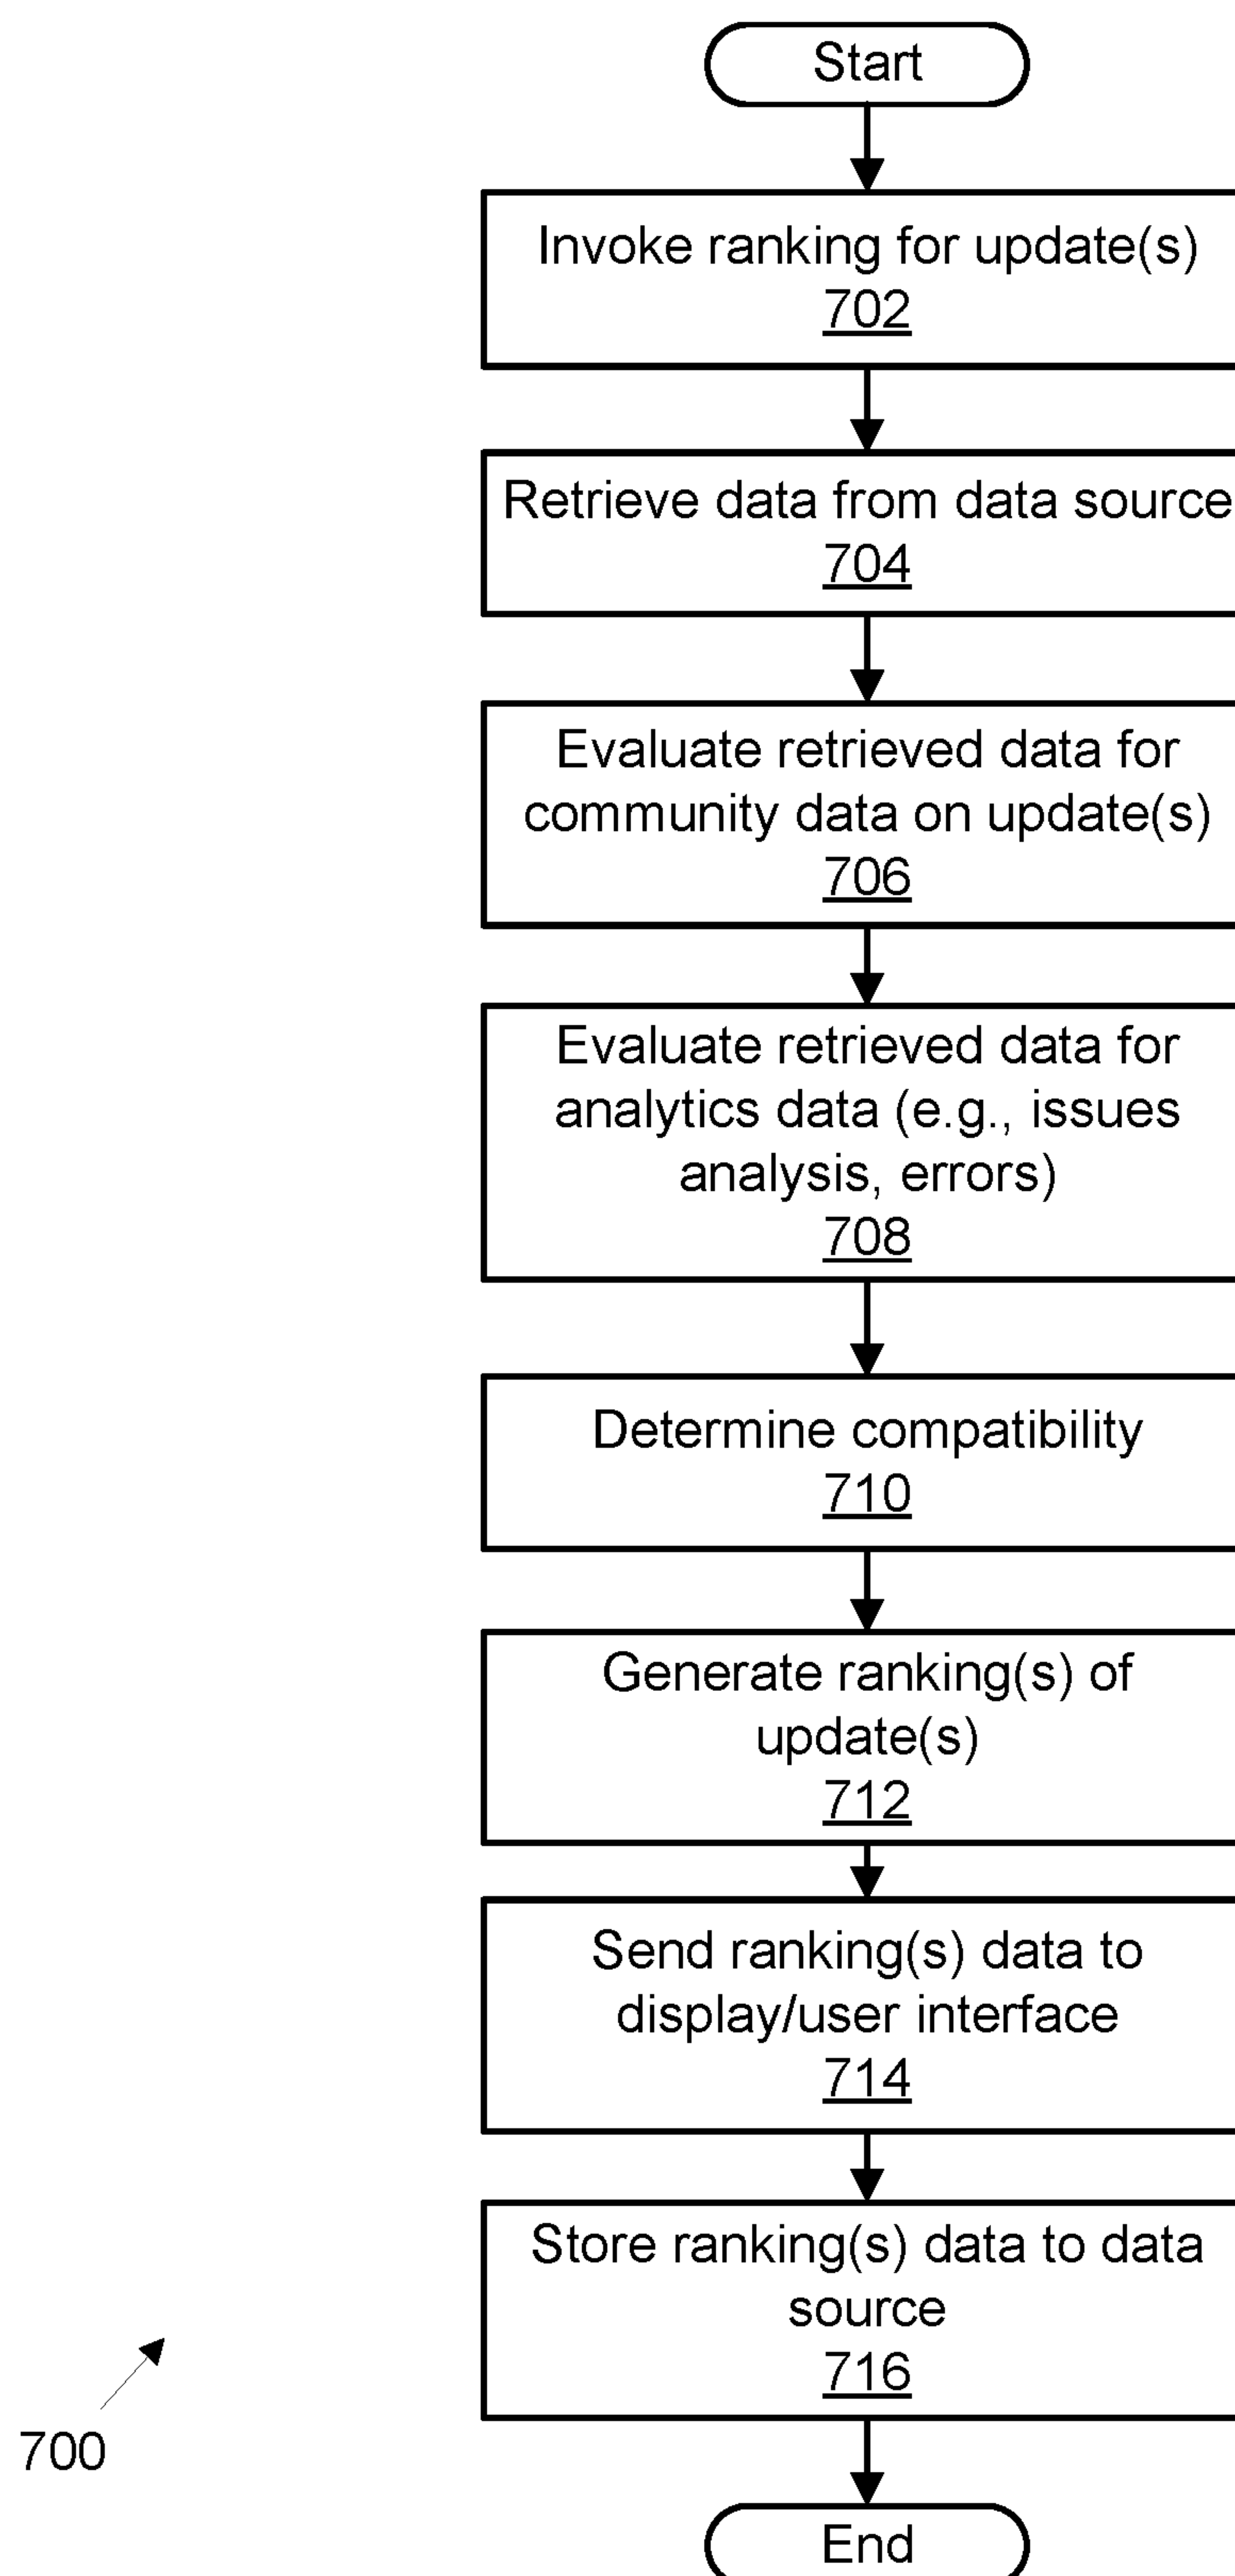 Start
Invoke ranking for update(s)
702
Retrieve data from data source
704
Evaluate retrieved data for
community data on update(s)
706
Evaluate retrieved data for
analytics data (e.g., issues
analysis, errors)
708
Determine compatibility
710
Generate ranking(s) of
update(s)
712
Send ranking(s) data to
display/user interface
714
Store ranking(s) data to data
source
716
700
End